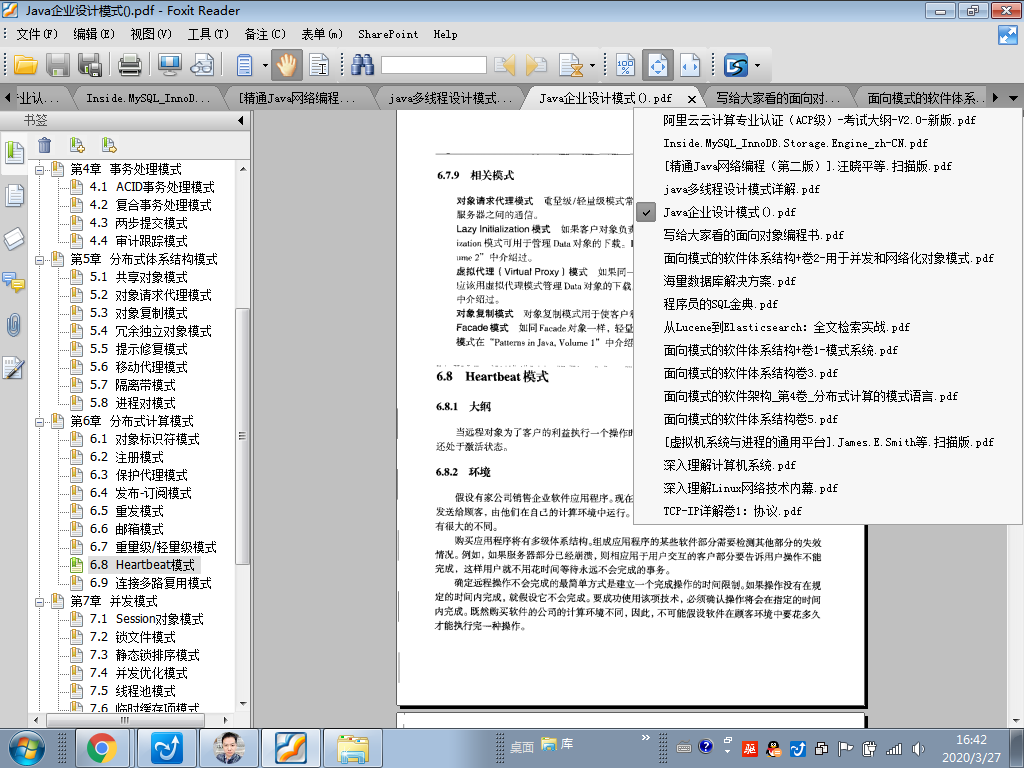 Java企业设计模式().pdf - Foxit Reader
文件(F) 编辑(E) 视图(V) 工具(T) 备注(C) 表单(m) SharePoint Help
业认... Inside.MySQL_InnoD... [精通Java网络编程... java多线程设计模式... Java企业设计模式().pdf 写给大家看的面向对... 面向模式的软件体系...
书签
第4章 事务处理模式
4.1 ACID事务处理模式
4.2 复合事务处理模式
4.3 两步提交模式
4.4 审计跟踪模式
第5章 分布式体系结构模式
5.1 共享对象模式
5.2 对象请求代理模式
5.3 对象复制模式
5.4 冗余独立对象模式
5.5 提示修复模式
5.6 移动代理模式
5.7 隔离带模式
5.8 进程对模式
第6章 分布式计算模式
6.1 对象标识符模式
6.2 注册模式
6.3 保护代理模式
6.4 发布-订阅模式
6.5 重发模式
6.6 邮箱模式
6.7 重量级/轻量级模式
6.8 Heartbeat模式
6.9 连接多路复用模式
第7章 并发模式
7.1 Session对象模式
7.2 锁文件模式
7.3 静态锁排序模式
7.4 并发优化模式
7.5 线程池模式
7.6 临时缓存项模式
6.7.9 相关模式
对象请求代理模式 重量级/轻量级模式常
服务器之间的通信。
Lazy Initialization 模式 如果客户对象负责
ization 模式可用于管理 Data 对象的下载。
ume 2”中介绍过。
虚拟代理（Virtual Proxy）模式 如果同一
应该用虚拟代理模式管理 Data 对象的下载
中介绍过。
对象复制模式 对象复制模式用于使客户
Facade 模式 如同 Facade 对象一样，轻量
模式在“Patterns in Java, Volume 1”中介绍
6.8 Heartbeat 模式
6.8.1 大纲
当远程对象为了客户的利益执行一个操作时
还处于激活状态。
6.8.2 环境
假设有家公司销售企业软件应用程序。现在
发送给顾客，由他们在自己的计算环境中运行。
有很大的不同。
购买应用程序将有多级体系结构。组成应用程序的某些软件部分需要检测其他部分的失效
情况。例如，如果服务器部分已经崩溃，则相应用于用户交互的客户部分要告诉用户操作不能
完成，这样用户就不用花时间等待永远不会完成的事务。
确定远程操作不会完成的最简单方式是建立一个完成操作的时间限制。如果操作没有在规
定的时间内完成，就假设它不会完成。要成功使用该项技术，必须确认操作将会在指定的时间
内完成。既然购买软件的公司的计算环境不同，因此，不可能假设软件在顾客环境中要花多久
才能执行完一种操作。
阿里云云计算专业认证（ACP级）-考试大纲-V2.0-新版.pdf
Inside.MySQL_InnoDB.Storage.Engine_zh-CN.pdf
[精通Java网络编程（第二版）].汪晓平等.扫描版.pdf
java多线程设计模式详解.pdf
Java企业设计模式().pdf
写给大家看的面向对象编程书.pdf
面向模式的软件体系结构+卷2-用于并发和网络化对象模式.pdf
海量数据库解决方案.pdf
程序员的SQL金典.pdf
从Lucene到Elasticsearch：全文检索实战.pdf
面向模式的软件体系结构+卷1-模式系统.pdf
面向模式的软件体系结构卷3.pdf
面向模式的软件架构_第4卷_分布式计算的模式语言.pdf
面向模式的软件体系结构卷5.pdf
[虚拟机系统与进程的通用平台].James.E.Smith等.扫描版.pdf
深入理解计算机系统.pdf
深入理解Linux网络技术内幕.pdf
TCP-IP详解卷1：协议.pdf
桌面 库
16:42
2020/3/27